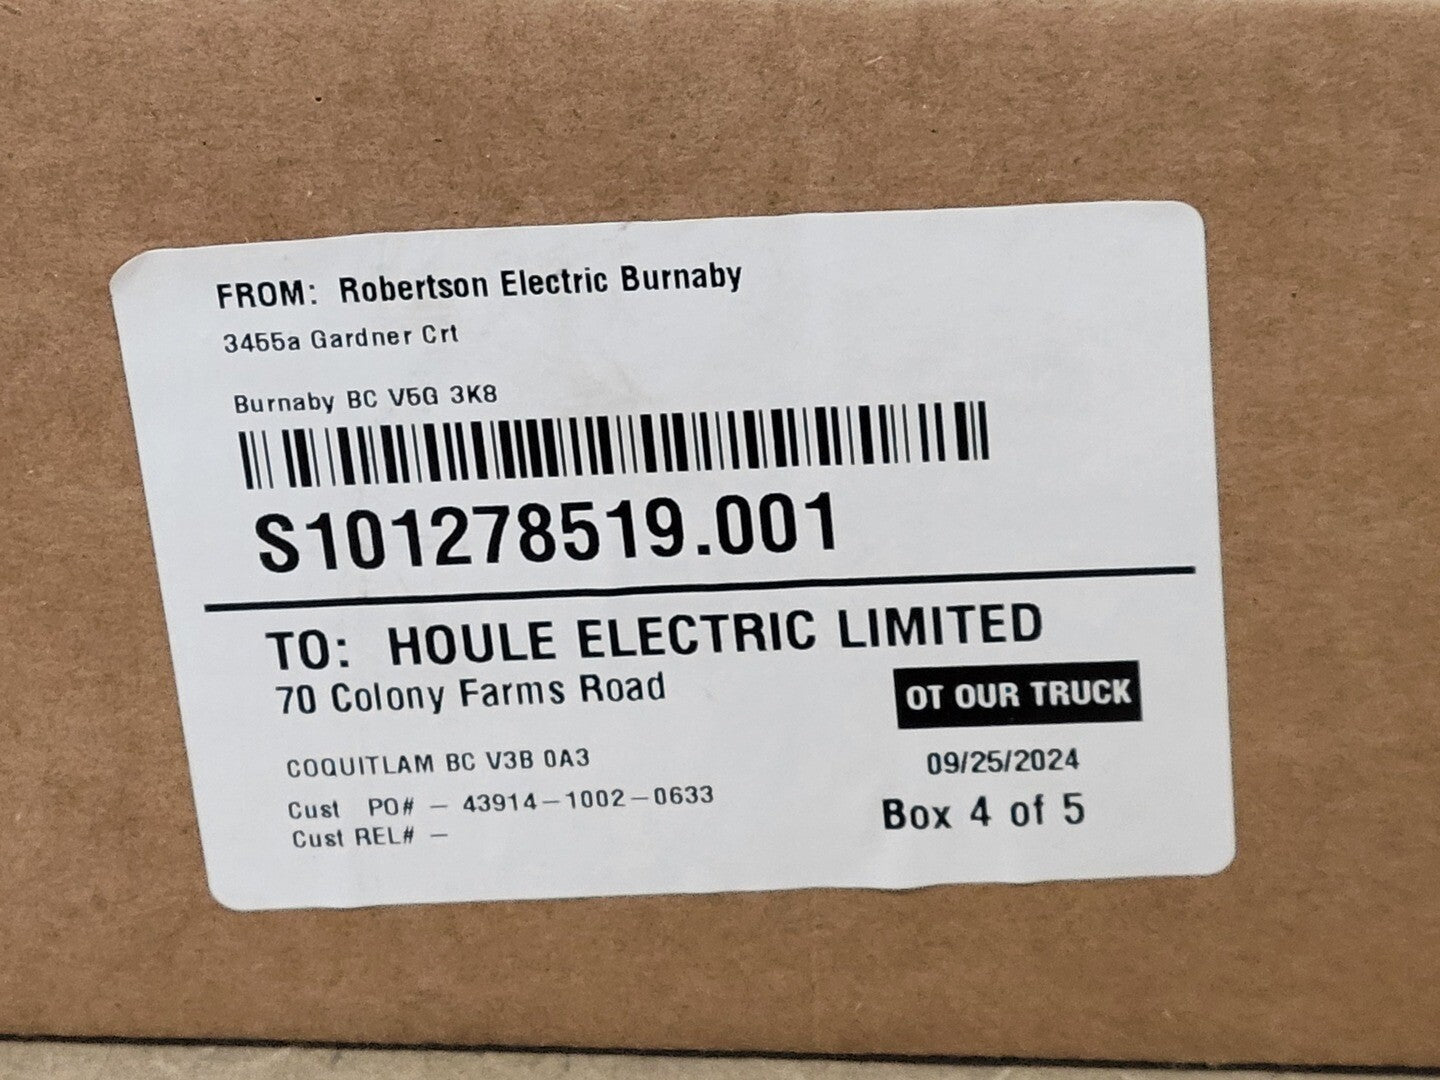 FROM: Robertson Electric Burnaby
3455a Gardner Crt
Burnaby BC V5G 3K8
S101278519.001
TO: HOULE ELECTRIC LIMITED
70 Colony Farms Road
OT OUR TRUCK
COQUITLAM BC V3B 0A3
09/25/2024
Cust PO# - 43914-1002-0633
Box 4 of 5
Cust REL# -